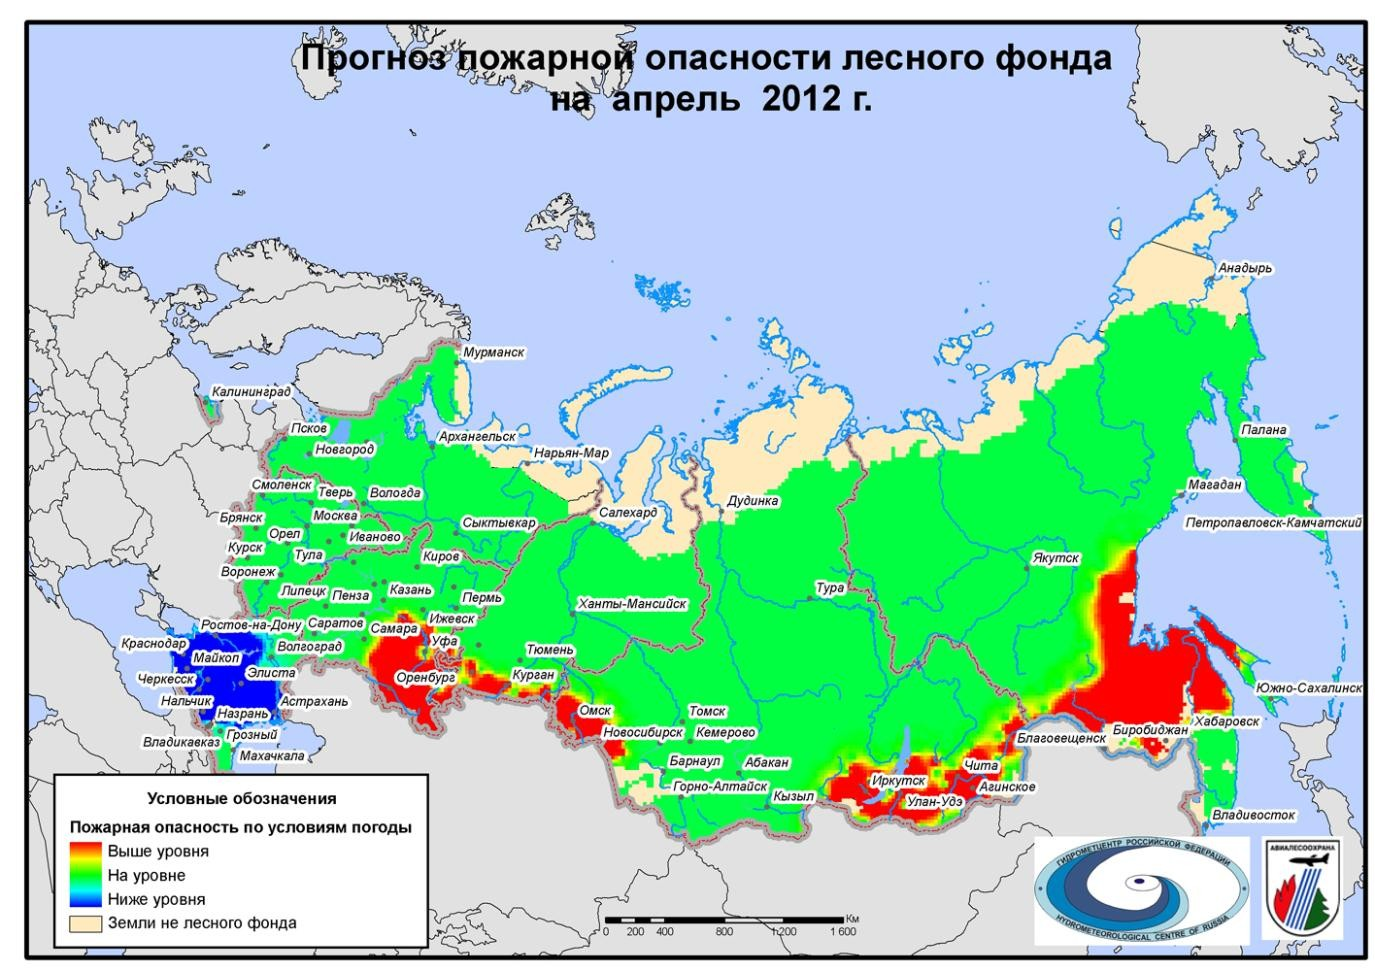 Прогноз пожарной опасности лесного фонда
на апрель 2012 г.
Анадырь
Мурманск
Калининград
Псков
Новгород
Архангельск
Нарьян-Мар
Палана
Магадан
Петропавловск-Камчатский
Смоленск
Тверь
Вологда
Дудинка
Салехард
Брянск
Москва
Сыктывкар
Орел
Иваново
Курск
Тула
Киров
Якутск
Воронеж
Липецк
Пенза
Казань
Пермь
Тура
Ханты-Мансийск
Ростов-на-Дону
Саратов
Самара
Ижевск
Краснодар
Волгоград
Уфа
Майкоп
Тюмень
Черкесск
Элиста
Оренбург
Курган
Нальчик
Астрахань
Южно-Сахалинск
Назрань
Омск
Томск
Владикавказ
Грозный
Новосибирск
Кемерово
Благовещенск
Биробиджан
Хабаровск
Махачкала
Барнаул
Абакан
Чита
Горно-Алтайск
Кызыл
Иркутск
Улан-Удэ
Агинское
Владивосток
Условные обозначения
Пожарная опасность по условиям погоды
Выше уровня
На уровне
Ниже уровня
Земли не лесного фонда
Км
0 200 400 800 1 200 1 600
ГИДРОМЕТЦЕНТР РОССИЙСКОЙ ФЕДЕРАЦИИ
HYDROMETEOROLOGICAL CENTRE OF RUSSIA
АВИАЛЕСООХРАНА